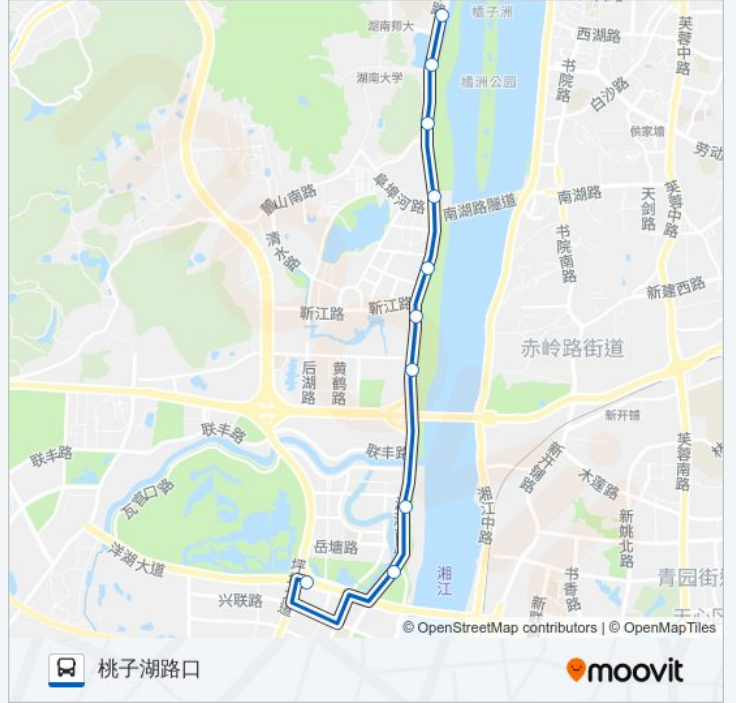 橘子洲
湖南师大
芙蓉中路
西湖路
湖南大学
橘洲公园
书院路
白沙路
侯家塘
劳动
阜埠河路
麓山南路
南湖路隧道
南湖路
天剑路
芙蓉中路
清水路
书院南路
新建西路
靳江路
靳江路
赤岭路街道
后湖路
黄鹤路
新开铺
联丰路
联丰路
联丰路
芙蓉南路
新开铺路
木莲路
瓦官口路
湘江中路
新姚北路
岳塘路
洋湖大道
湘江
书香路
青园街
兴联路
© OpenStreetMap contributors | © OpenMapTiles
桃子湖路口
moovit